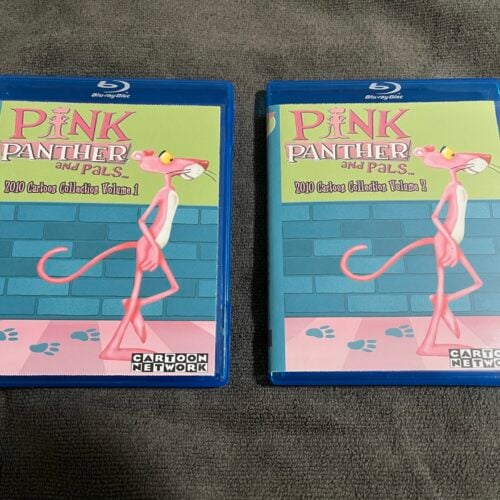 Blu-ray Disc
PINK
PANTHER
and PALS...
2010 Cartoon Collection Volume 1
CARTOON
NETWORK
Blu-ray Disc
PINK
PANTHER
and PALS...
2010 Cartoon Collection Volume 2
CARTOON
NETWORK